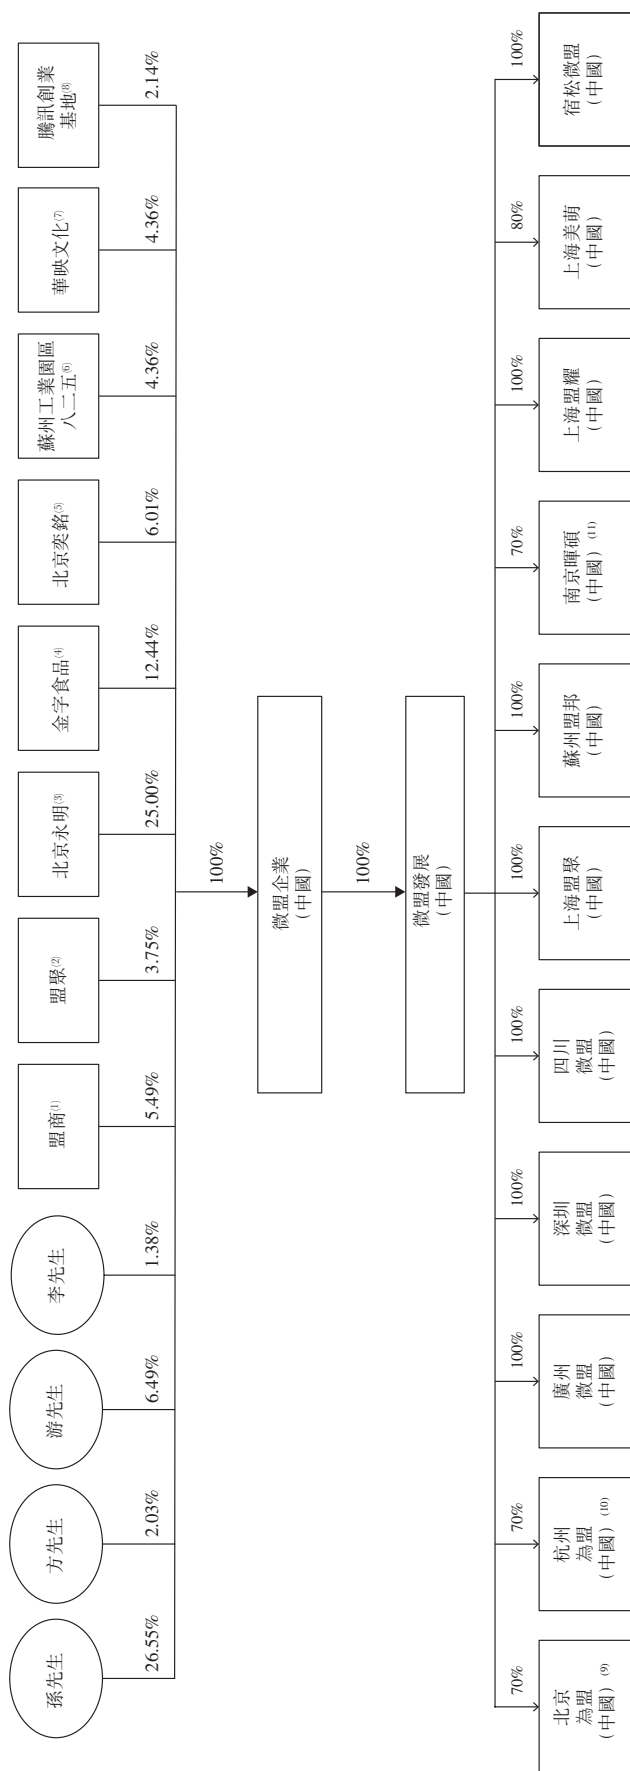 孫先生
方先生
游先生
李先生
盟商(1)
盟聚(2)
北京永明(3)
金字食品(4)
北京奕銘(5)
蘇州工業園區
八二五(6)
華映文化(7)
騰訊創業
基地(8)
26.55%
2.03%
6.49%
1.38%
5.49%
3.75%
25.00%
12.44%
6.01%
4.36%
4.36%
2.14%
100%
微盟企業
(中國)
100%
微盟發展
(中國)
70%
70%
100%
100%
100%
100%
100%
70%
100%
80%
100%
北京
為盟
(中國)(9)
杭州
為盟
(中國)(10)
廣州
微盟
(中國)
深圳
微盟
(中國)
四川
微盟
(中國)
上海盟聚
(中國)
蘇州盟邦
(中國)
南京暉碩
(中國)(11)
上海盟耀
(中國)
上海美萌
(中國)
宿松微盟
(中國)